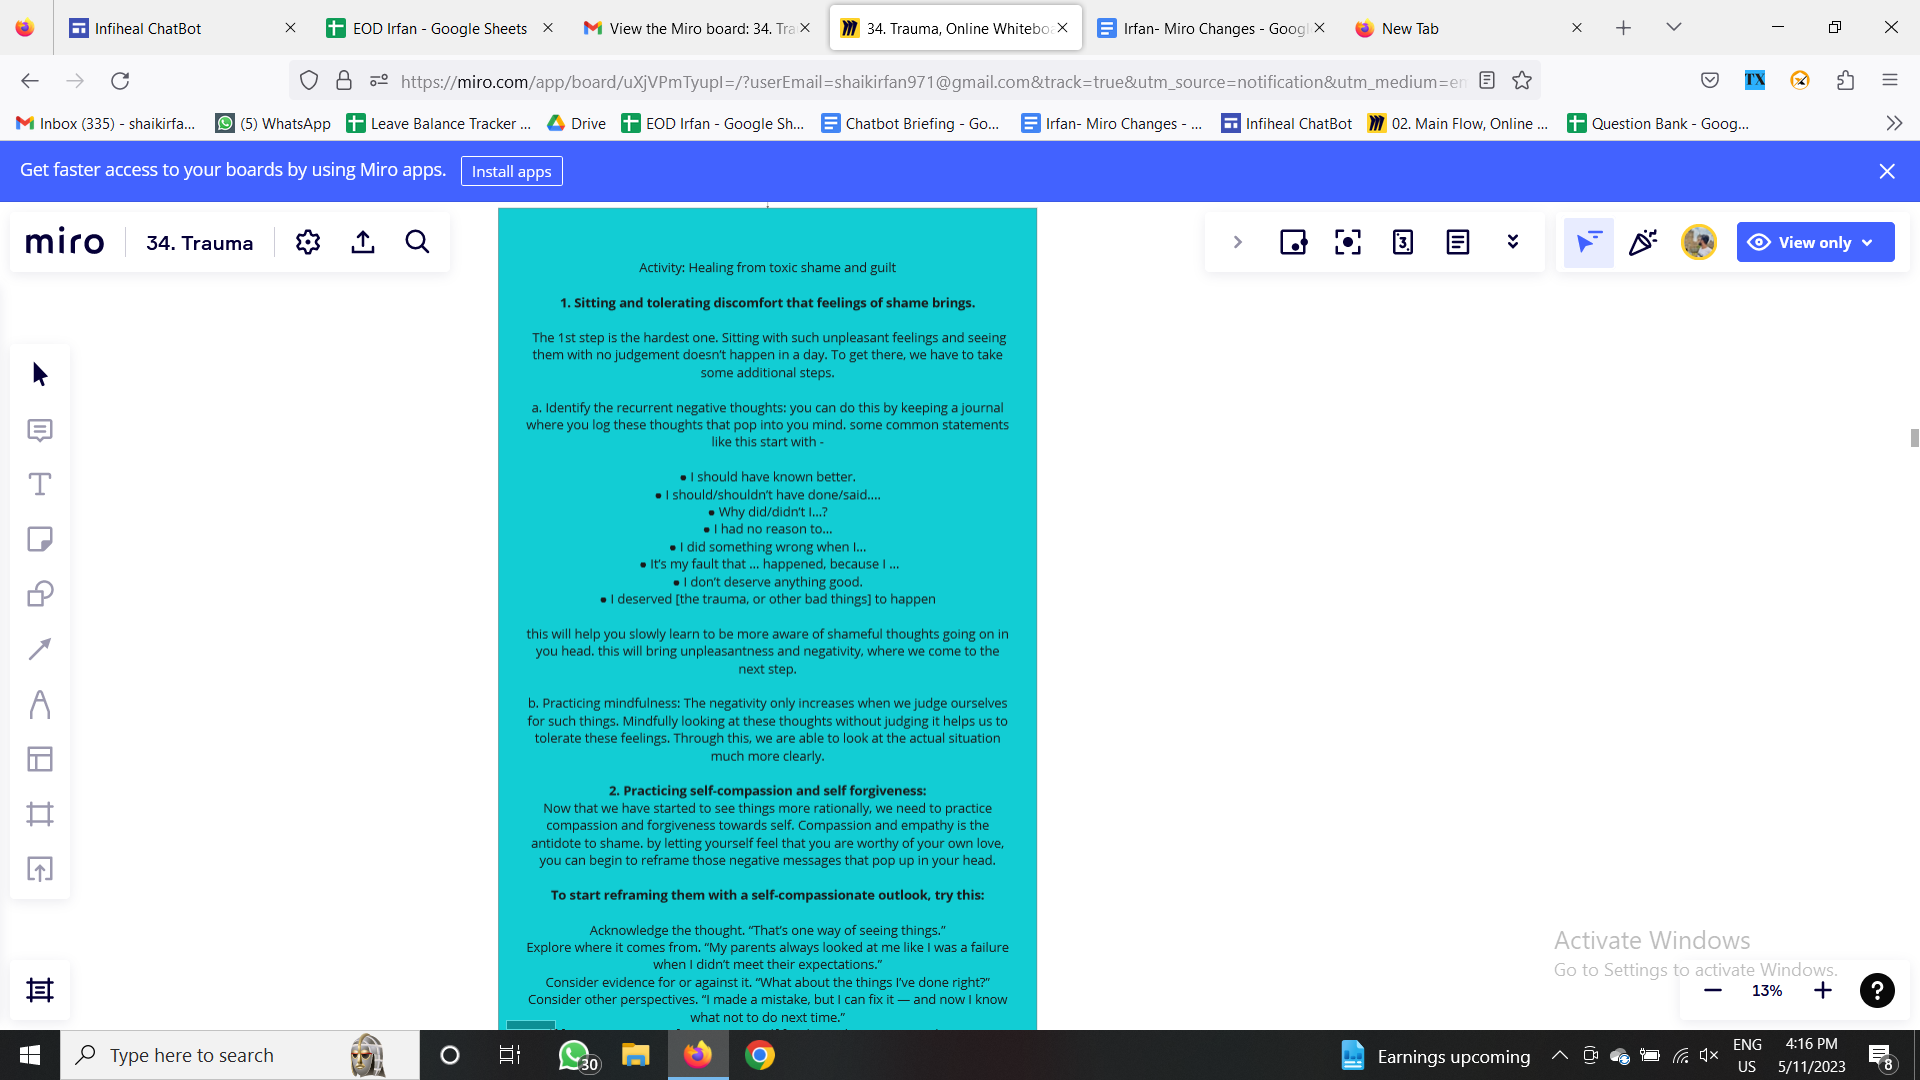 Infiheal ChatBot
EOD Irfan - Google Sheets
View the Miro board: 34. Tra
34. Trauma, Online Whiteboa
Irfan- Miro Changes - Googl
New Tab
https://miro.com/app/board/uXjVPmTyupI=/?userEmail=shaikirfan971@gmail.com&track=true&utm_source=notification&utm_medium=em
TX
Inbox (335) - shaikirfa...
(5) WhatsApp
Leave Balance Tracker ...
Drive
EOD Irfan - Google Sh...
Chatbot Briefing - Go...
Irfan- Miro Changes - ...
Infiheal ChatBot
02. Main Flow, Online ...
Question Bank - Goog...
Get faster access to your boards by using Miro apps.
Install apps
miro
34. Trauma
3
View only
Activity: Healing from toxic shame and guilt
1. Sitting and tolerating discomfort that feelings of shame brings.
The 1st step is the hardest one. Sitting with such unpleasant feelings and seeing
them with no judgement doesn't happen in a day. To get there, we have to take
some additional steps.
a. Identify the recurrent negative thoughts: you can do this by keeping a journal
where you log these thoughts that pop into you mind. some common statements
like this start with -
● I should have known better.
● I should/shouldn't have done/said....
● Why did/didn't I...?
● I had no reason to...
● I did something wrong when I...
● It's my fault that ... happened, because I ...
● I don't deserve anything good.
● I deserved [the trauma, or other bad things] to happen
this will help you slowly learn to be more aware of shameful thoughts going on in
you head. this will bring unpleasantness and negativity, where we come to the
next step.
b. Practicing mindfulness: The negativity only increases when we judge ourselves
for such things. Mindfully looking at these thoughts without judging it helps us to
tolerate these feelings. Through this, we are able to look at the actual situation
much more clearly.
2. Practicing self-compassion and self forgiveness:
Now that we have started to see things more rationally, we need to practice
compassion and forgiveness towards self. Compassion and empathy is the
antidote to shame. by letting yourself feel that you are worthy of your own love,
you can begin to reframe those negative messages that pop up in your head.
To start reframing them with a self-compassionate outlook, try this:
Acknowledge the thought. “That's one way of seeing things.”
Explore where it comes from. “My parents always looked at me like I was a failure
when I didn't meet their expectations.”
Consider evidence for or against it. “What about the things I've done right?”
Consider other perspectives. “I made a mistake, but I can fix it — and now I know
what not to do next time.”
Activate Windows
Go to Settings to activate Windows.
13%
?
Type here to search
30
Earnings upcoming
ENG
US
4:16 PM
5/11/2023
8